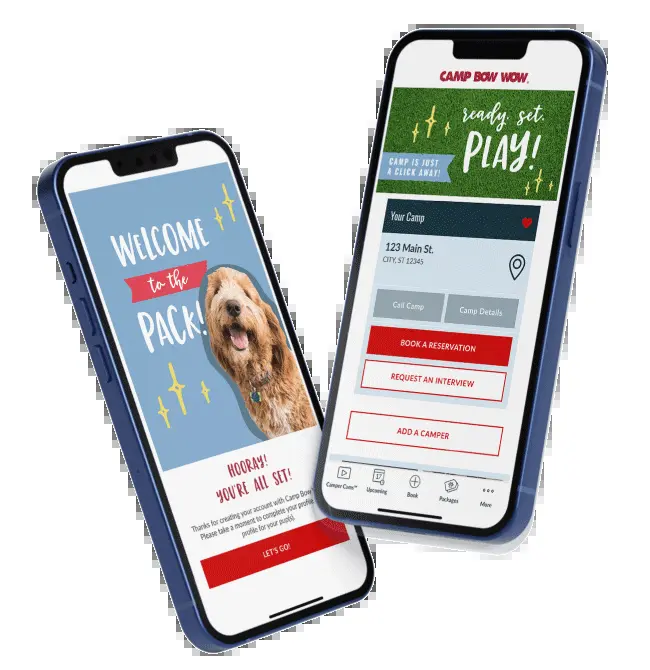 WELCOME
to the
PACK!
HOORAY!
YOU'RE ALL SET!
Thanks for creating your account with Camp Bow
Please take a moment to complete your profile
profile for your pup(s).
LET'S GO!
CAMP BOW WOW
ready. set.
PLAY!
CAMP IS JUST
A CLICK AWAY!
Your Camp
123 Main St.
CITY, ST 12345
Call Camp
Camp Details
BOOK A RESERVATION
REQUEST AN INTERVIEW
ADD A CAMPER
17
Camper Cams™
Upcoming
Book
Packages
More